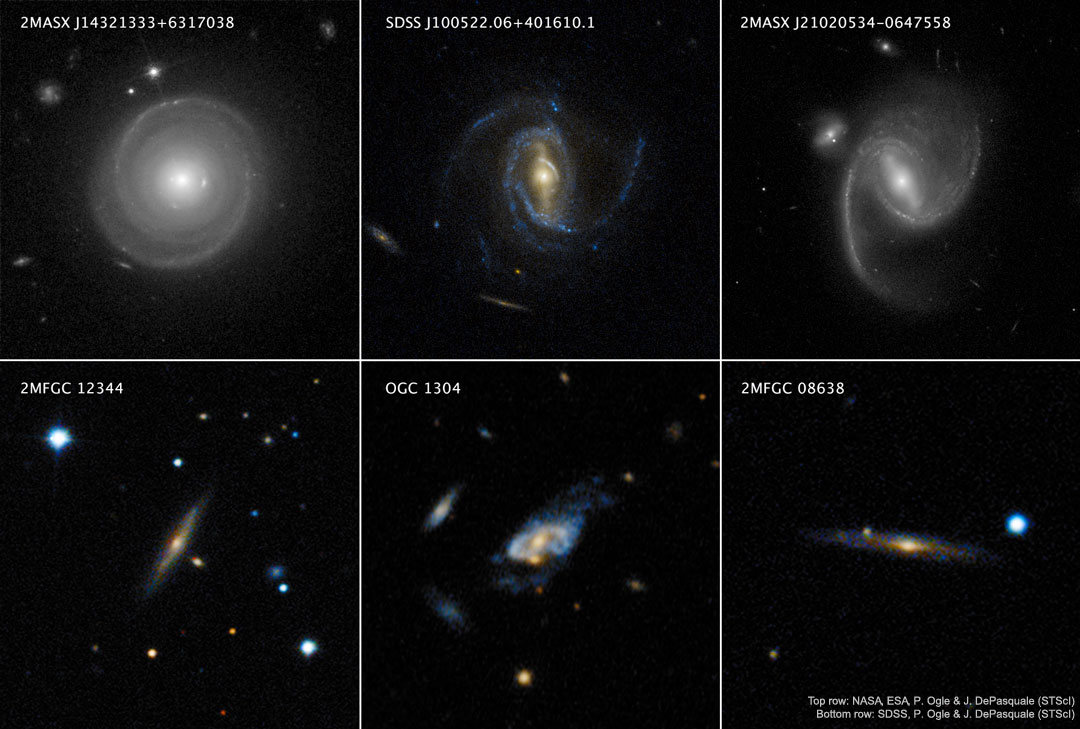 2MASX J14321333+6317038
SDSS J100522.06+401610.1
2MASX J21020534−0647558
2MFGC 12344
OGC 1304
2MFGC 08638
Top row: NASA, ESA, P. Ogle & J. DePasquale (STScI)
Bottom row: SDSS, P. Ogle & J. DePasquale (STScI)